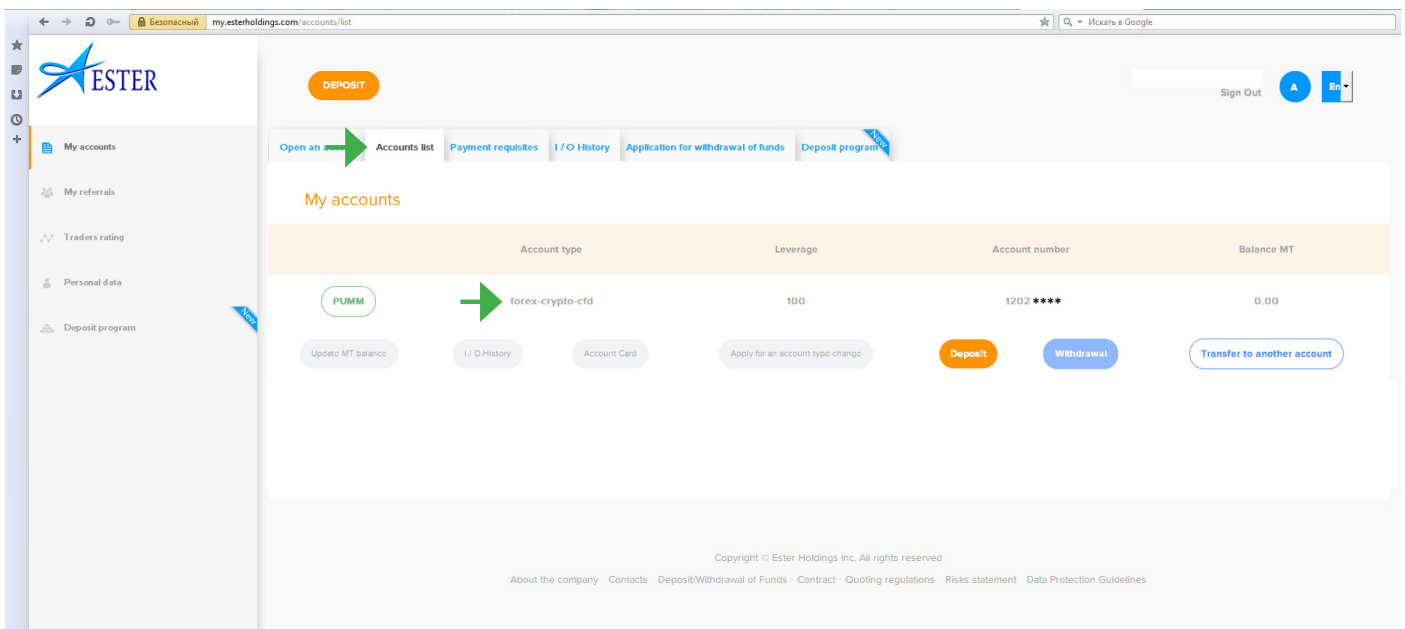 Безопасный my.esterholdings.com/accounts/list Искать в Google
ESTER
DEPOSIT
Sign Out A En
My accounts
My referrals
Traders rating
Personal data
Deposit program New
Open an Accounts list Payment requisites I / O History Application for withdrawal of funds Deposit program New
My accounts
Account type Leverage Account number Balance MT
PUMM forex-crypto-cfd 100 1202 **** 0.00
Update MT balance I / O History Account Card Apply for an account type change Deposit Withdrawal Transfer to another account
Copyright © Ester Holdings Inc. All rights reserved
About the company Contacts Deposit/Withdrawal of Funds Contract Quoting regulations Risks statement Data Protection Guidelines